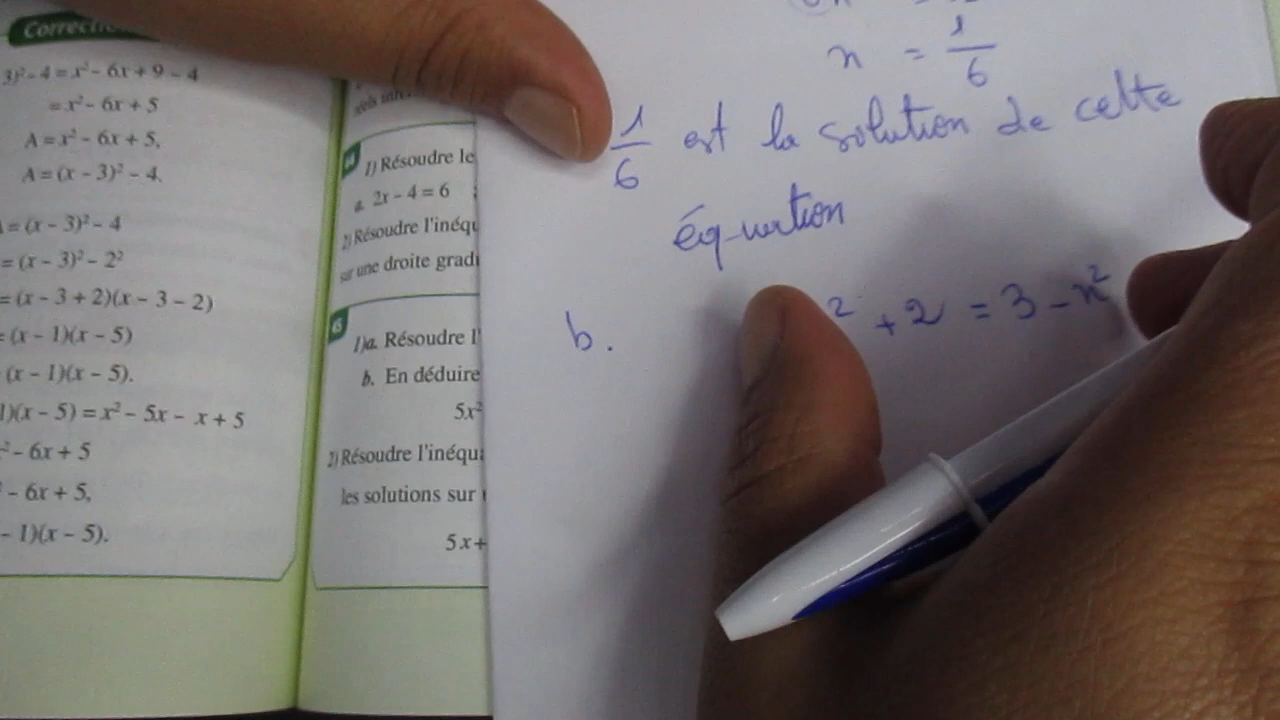 Correction
3)² – 4 = x² – 6x + 9 – 4
= x² – 6x + 5
A = x² – 6x + 5,
A = (x – 3)² – 4.
= (x – 3)² – 4
= (x – 3)² – 2²
= (x – 3 + 2)(x – 3 – 2)
= (x – 1)(x – 5)
(x – 1)(x – 5).
1)(x – 5) = x² – 5x – x + 5
² – 6x + 5
² – 6x + 5,
– 1)(x – 5).
1) Résoudre le
a. 2x – 4 = 6 ;
2) Résoudre l'inéqu
sur une droite gradu
1)a. Résoudre l'
b. En déduire
5x²
2) Résoudre l'inéqu
les solutions sur
5x+
x = 1/6
1/6 est la solution de cette
équation
b. ² + 2 = 3 – x²